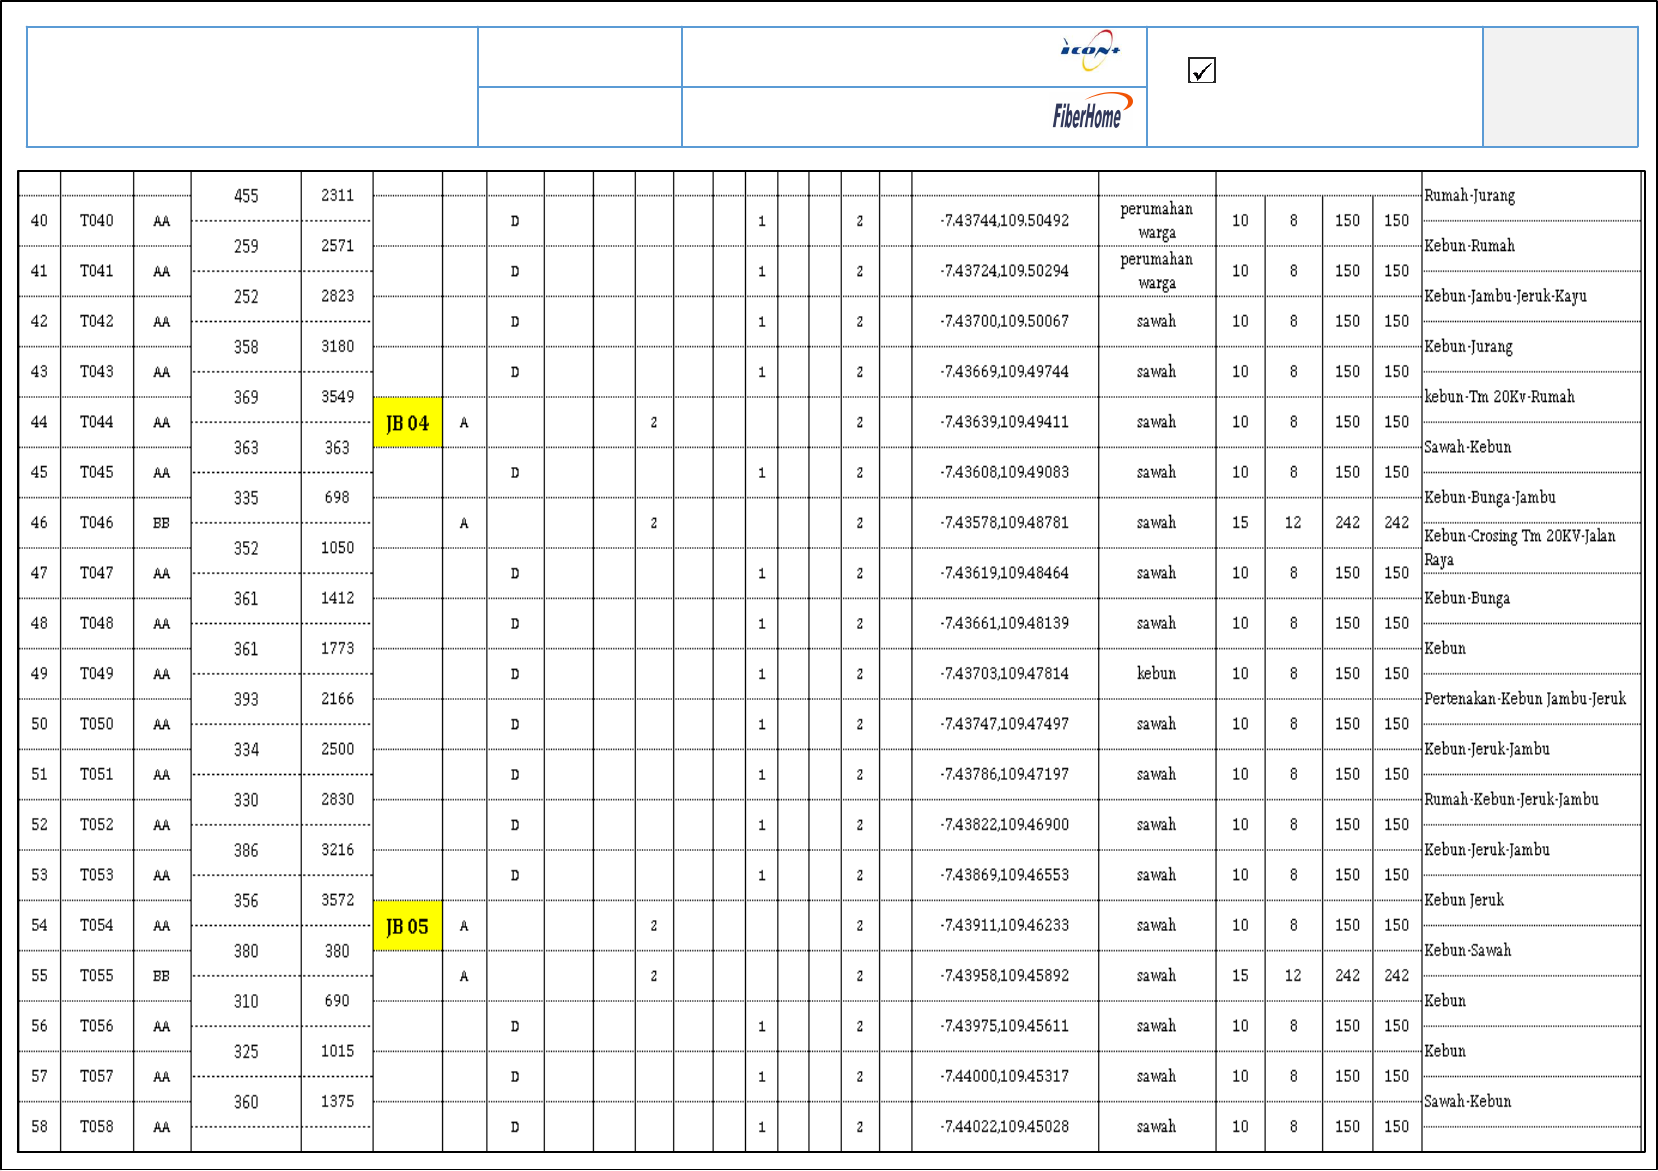 icon+
FiberHome
455 2311 Rumah-Jurang
40 T040 AA D 1 2 -7.43744,109.50492 perumahan warga 10 8 150 150
259 2571 Kebun-Rumah
41 T041 AA D 1 2 -7.43724,109.50294 perumahan warga 10 8 150 150
252 2823 Kebun-Jambu-Jeruk-Kayu
42 T042 AA D 1 2 -7.43700,109.50067 sawah 10 8 150 150
358 3180 Kebun-Jurang
43 T043 AA D 1 2 -7.43669,109.49744 sawah 10 8 150 150
369 3549 kebun-Tm 20Kv-Rumah
44 T044 AA JB 04 A 2 2 -7.43639,109.49411 sawah 10 8 150 150
363 363 Sawah-Kebun
45 T045 AA D 1 2 -7.43608,109.49083 sawah 10 8 150 150
335 698 Kebun-Bunga-Jambu
46 T046 BB A 2 2 -7.43578,109.48781 sawah 15 12 242 242
352 1050 Kebun-Crosing Tm 20KV-Jalan Raya
47 T047 AA D 1 2 -7.43619,109.48464 sawah 10 8 150 150
361 1412 Kebun-Bunga
48 T048 AA D 1 2 -7.43661,109.48139 sawah 10 8 150 150
361 1773 Kebun
49 T049 AA D 1 2 -7.43703,109.47814 kebun 10 8 150 150
393 2166 Pertenakan-Kebun Jambu-Jeruk
50 T050 AA D 1 2 -7.43747,109.47497 sawah 10 8 150 150
334 2500 Kebun-Jeruk-Jambu
51 T051 AA D 1 2 -7.43786,109.47197 sawah 10 8 150 150
330 2830 Rumah-Kebun-Jeruk-Jambu
52 T052 AA D 1 2 -7.43822,109.46900 sawah 10 8 150 150
386 3216 Kebun-Jeruk-Jambu
53 T053 AA D 1 2 -7.43869,109.46553 sawah 10 8 150 150
356 3572 Kebun Jeruk
54 T054 AA JB 05 A 2 2 -7.43911,109.46233 sawah 10 8 150 150
380 380 Kebun-Sawah
55 T055 BB A 2 2 -7.43958,109.45892 sawah 15 12 242 242
310 690 Kebun
56 T056 AA D 1 2 -7.43975,109.45611 sawah 10 8 150 150
325 1015 Kebun
57 T057 AA D 1 2 -7.44000,109.45317 sawah 10 8 150 150
360 1375 Sawah-Kebun
58 T058 AA D 1 2 -7.44022,109.45028 sawah 10 8 150 150